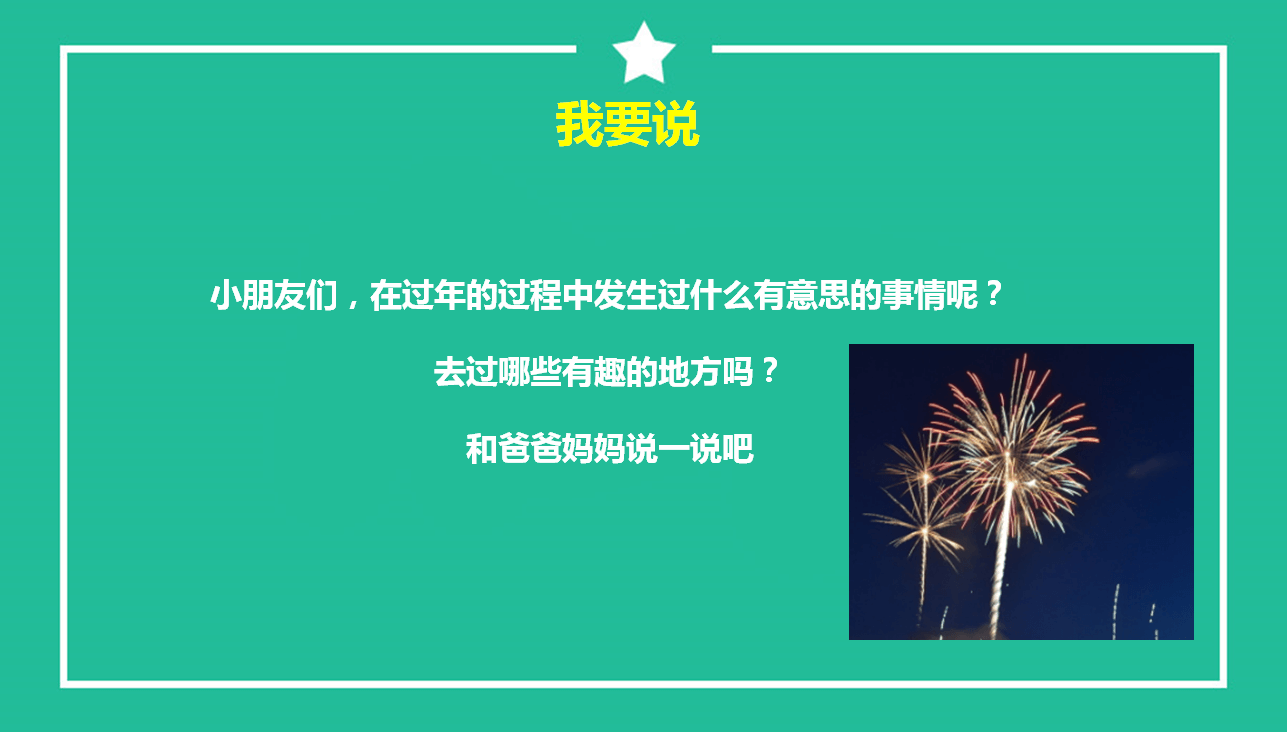 我要说
小朋友们，在过年的过程中发生过什么有意思的事情呢？
去过哪些有趣的地方吗？
和爸爸妈妈说一说吧